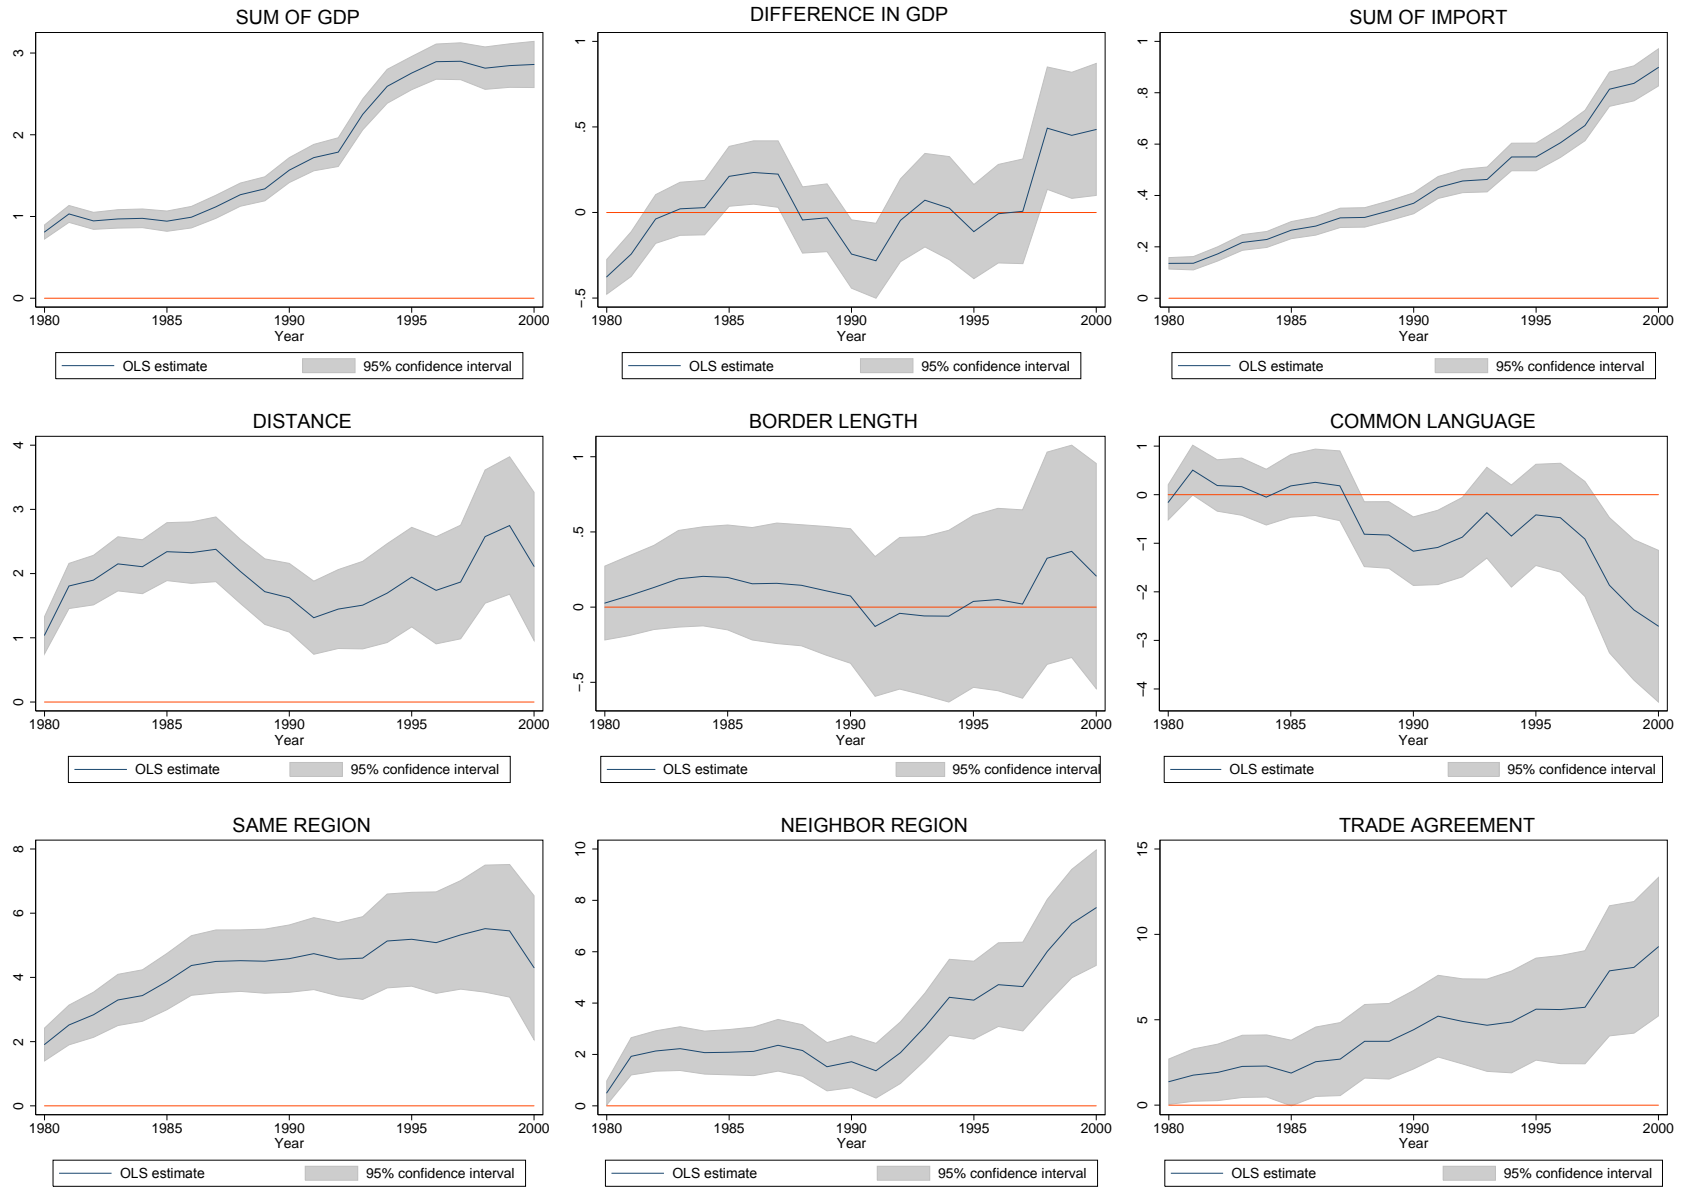 SUM OF GDP
3
2
1
0
1980 1985 1990 1995 2000
Year
OLS estimate 95% confidence interval
DIFFERENCE IN GDP
1
.5
0
−.5
1980 1985 1990 1995 2000
Year
OLS estimate 95% confidence interval
SUM OF IMPORT
1
.8
.6
.4
.2
0
1980 1985 1990 1995 2000
Year
OLS estimate 95% confidence interval
DISTANCE
4
3
2
1
0
1980 1985 1990 1995 2000
Year
OLS estimate 95% confidence interval
BORDER LENGTH
1
.5
0
−.5
1980 1985 1990 1995 2000
Year
OLS estimate 95% confidence interval
COMMON LANGUAGE
1
0
−1
−2
−3
−4
1980 1985 1990 1995 2000
Year
OLS estimate 95% confidence interval
SAME REGION
8
6
4
2
0
1980 1985 1990 1995 2000
Year
OLS estimate 95% confidence interval
NEIGHBOR REGION
10
8
6
4
2
0
1980 1985 1990 1995 2000
Year
OLS estimate 95% confidence interval
TRADE AGREEMENT
15
10
5
0
1980 1985 1990 1995 2000
Year
OLS estimate 95% confidence interval